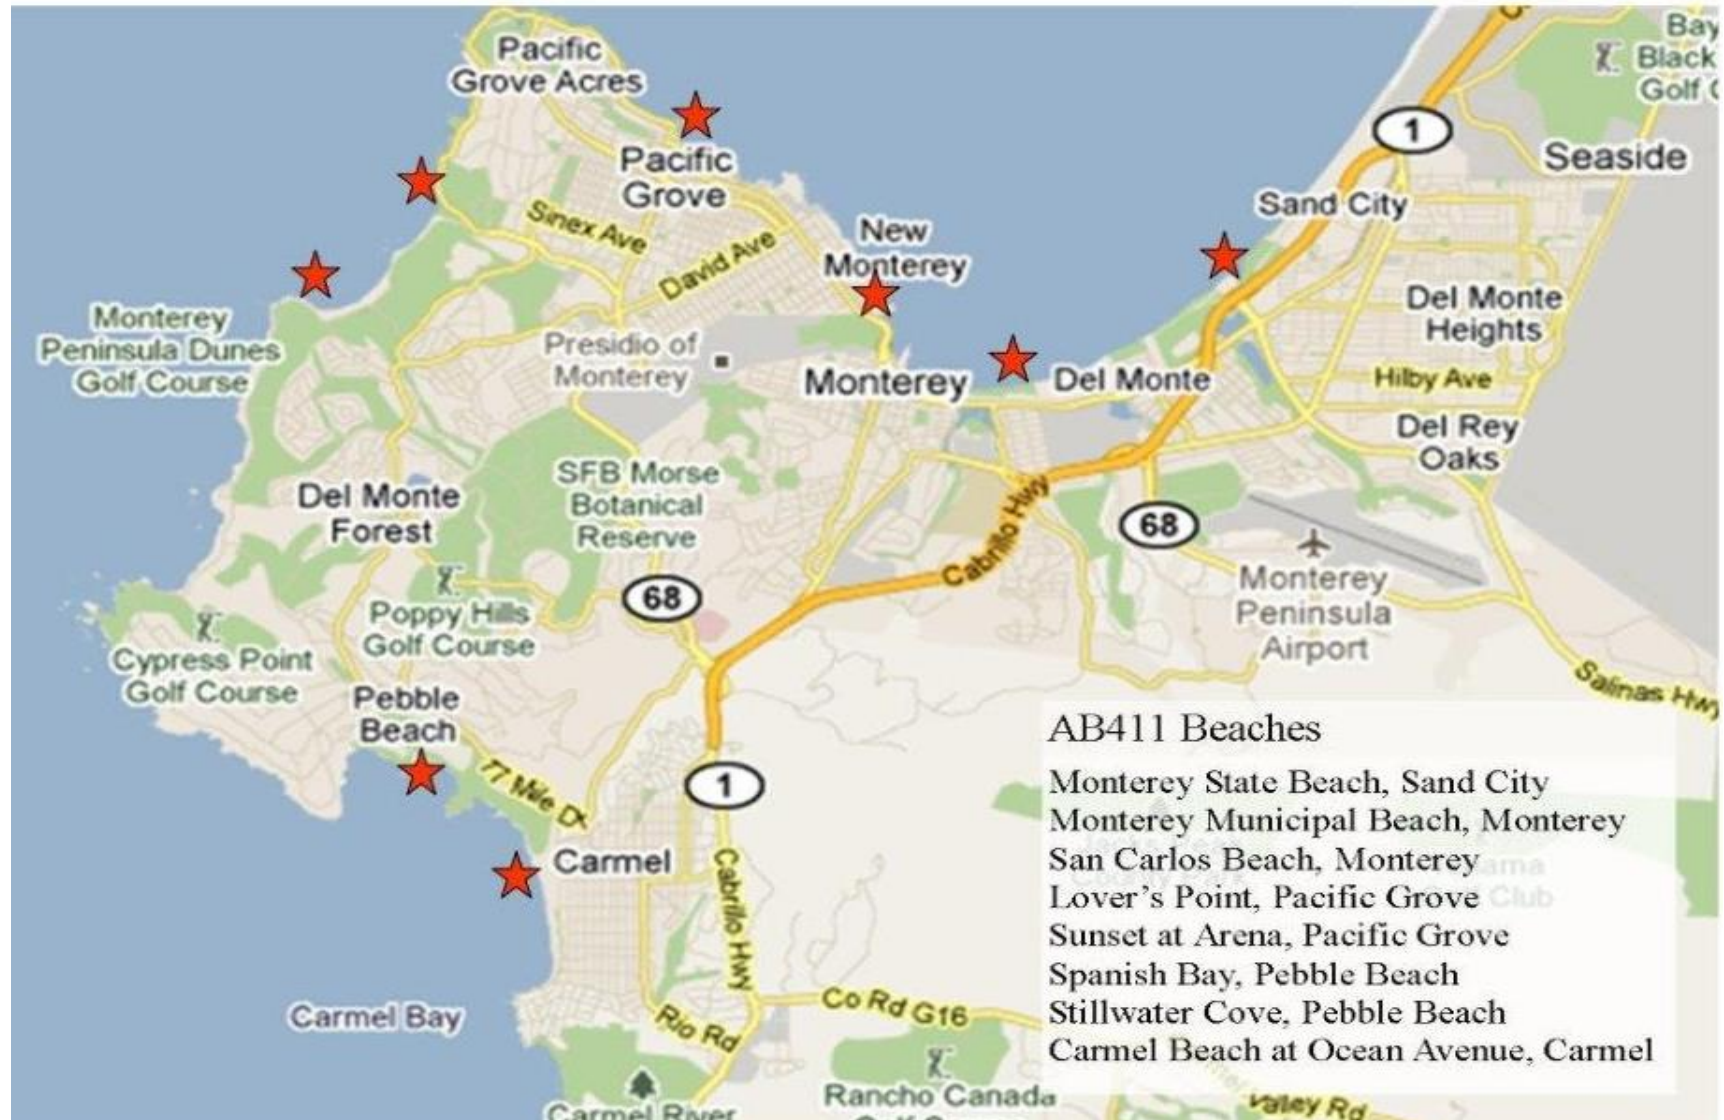 Pacific
Grove Acres
Pacific
Grove
Sinex Ave
David Ave
New
Monterey
1
Seaside
Sand City
Bay
Black
Golf
Monterey
Peninsula Dunes
Golf Course
Presidio of
Monterey
Monterey
Del Monte
Del Monte
Heights
Hilby Ave
Del Rey
Oaks
Del Monte
Forest
SFB Morse
Botanical
Reserve
Cabrillo Hwy
68
68
Monterey
Peninsula
Airport
Poppy Hills
Golf Course
Cypress Point
Golf Course
Pebble
Beach
Salinas Hwy
17 Mile Dr
1
Carmel
Cabrillo Hwy
Carmel Bay
Rio Rd
Co Rd G16
Rancho Canada
Carmel River
Valley Rd
AB411 Beaches
Monterey State Beach, Sand City
Monterey Municipal Beach, Monterey
San Carlos Beach, Monterey
Lover's Point, Pacific Grove
Sunset at Arena, Pacific Grove
Spanish Bay, Pebble Beach
Stillwater Cove, Pebble Beach
Carmel Beach at Ocean Avenue, Carmel
Club